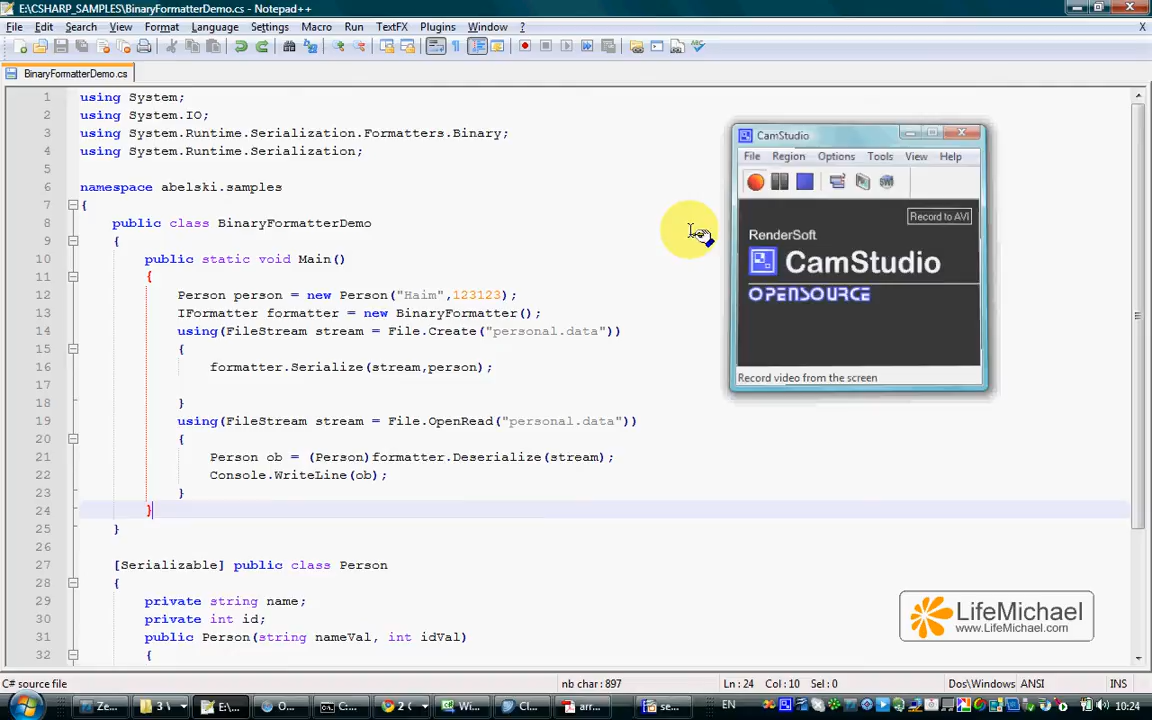 E:\CSHARP_SAMPLES\BinaryFormatterDemo.cs - Notepad++
File Edit Search View Format Language Settings Macro Run TextFX Plugins Window ? X
BinaryFormatterDemo.cs
1 using System;
2 using System.IO;
3 using System.Runtime.Serialization.Formatters.Binary;
4 using System.Runtime.Serialization;
5
6 namespace abelski.samples
7 {
8 public class BinaryFormatterDemo
9 {
10 public static void Main()
11 {
12 Person person = new Person("Haim",123123);
13 IFormatter formatter = new BinaryFormatter();
14 using(FileStream stream = File.Create("personal.data"))
15 {
16 formatter.Serialize(stream,person);
17
18 }
19 using(FileStream stream = File.OpenRead("personal.data"))
20 {
21 Person ob = (Person)formatter.Deserialize(stream);
22 Console.WriteLine(ob);
23 }
24 }
25 }
26
27 [Serializable] public class Person
28 {
29 private string name;
30 private int id;
31 public Person(string nameVal, int idVal)
32 {
CamStudio
File Region Options Tools View Help
Record to AVI
RenderSoft
CamStudio
OPENSOURCE
Record video from the screen
LifeMichael
www.LifeMichael.com
C# source file nb char: 897 Ln: 24 Col: 10 Sel: 0 Dos\Windows ANSI INS
Ze... 3 \ E:\... O... C:... 2 ( Wi... Cl... arr... se... EN 10:24